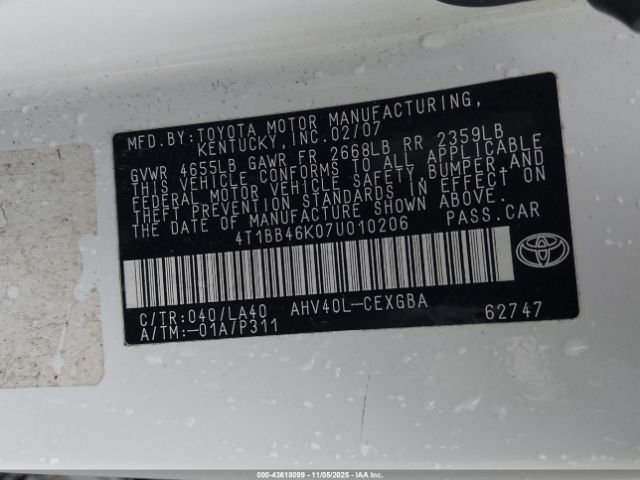 MFD.BY:TOYOTA MOTOR MANUFACTURING,
KENTUCKY,INC.02/07
GVWR 4655LB GAWR FR 2668LB RR 2359LB
THIS VEHICLE CONFORMS TO ALL APPLICABLE
FEDERAL MOTOR VEHICLE SAFETY,BUMPER,AND
THEFT PREVENTION STANDARDS IN EFFECT ON
THE DATE OF MANUFACTURE SHOWN ABOVE.
4T1BB46K07U010206 PASS.CAR
C/TR:040/LA40 AHV40L-CEXGBA 62747
A/TM:-01A/P311
000-43618099 - 11/05/2025 - © IAA Holdings, LLC